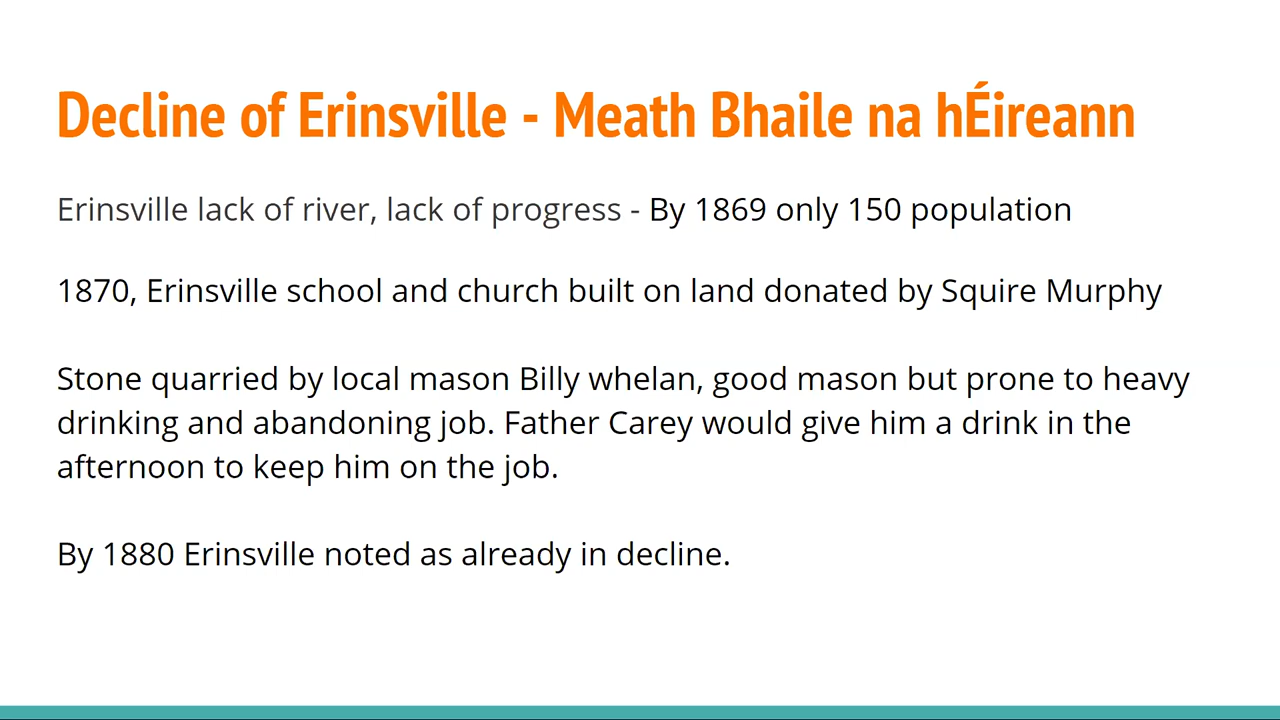 Decline of Erinsville - Meath Bhaile na hÉireann
Erinsville lack of river, lack of progress - By 1869 only 150 population
1870, Erinsville school and church built on land donated by Squire Murphy
Stone quarried by local mason Billy whelan, good mason but prone to heavy
drinking and abandoning job. Father Carey would give him a drink in the
afternoon to keep him on the job.
By 1880 Erinsville noted as already in decline.